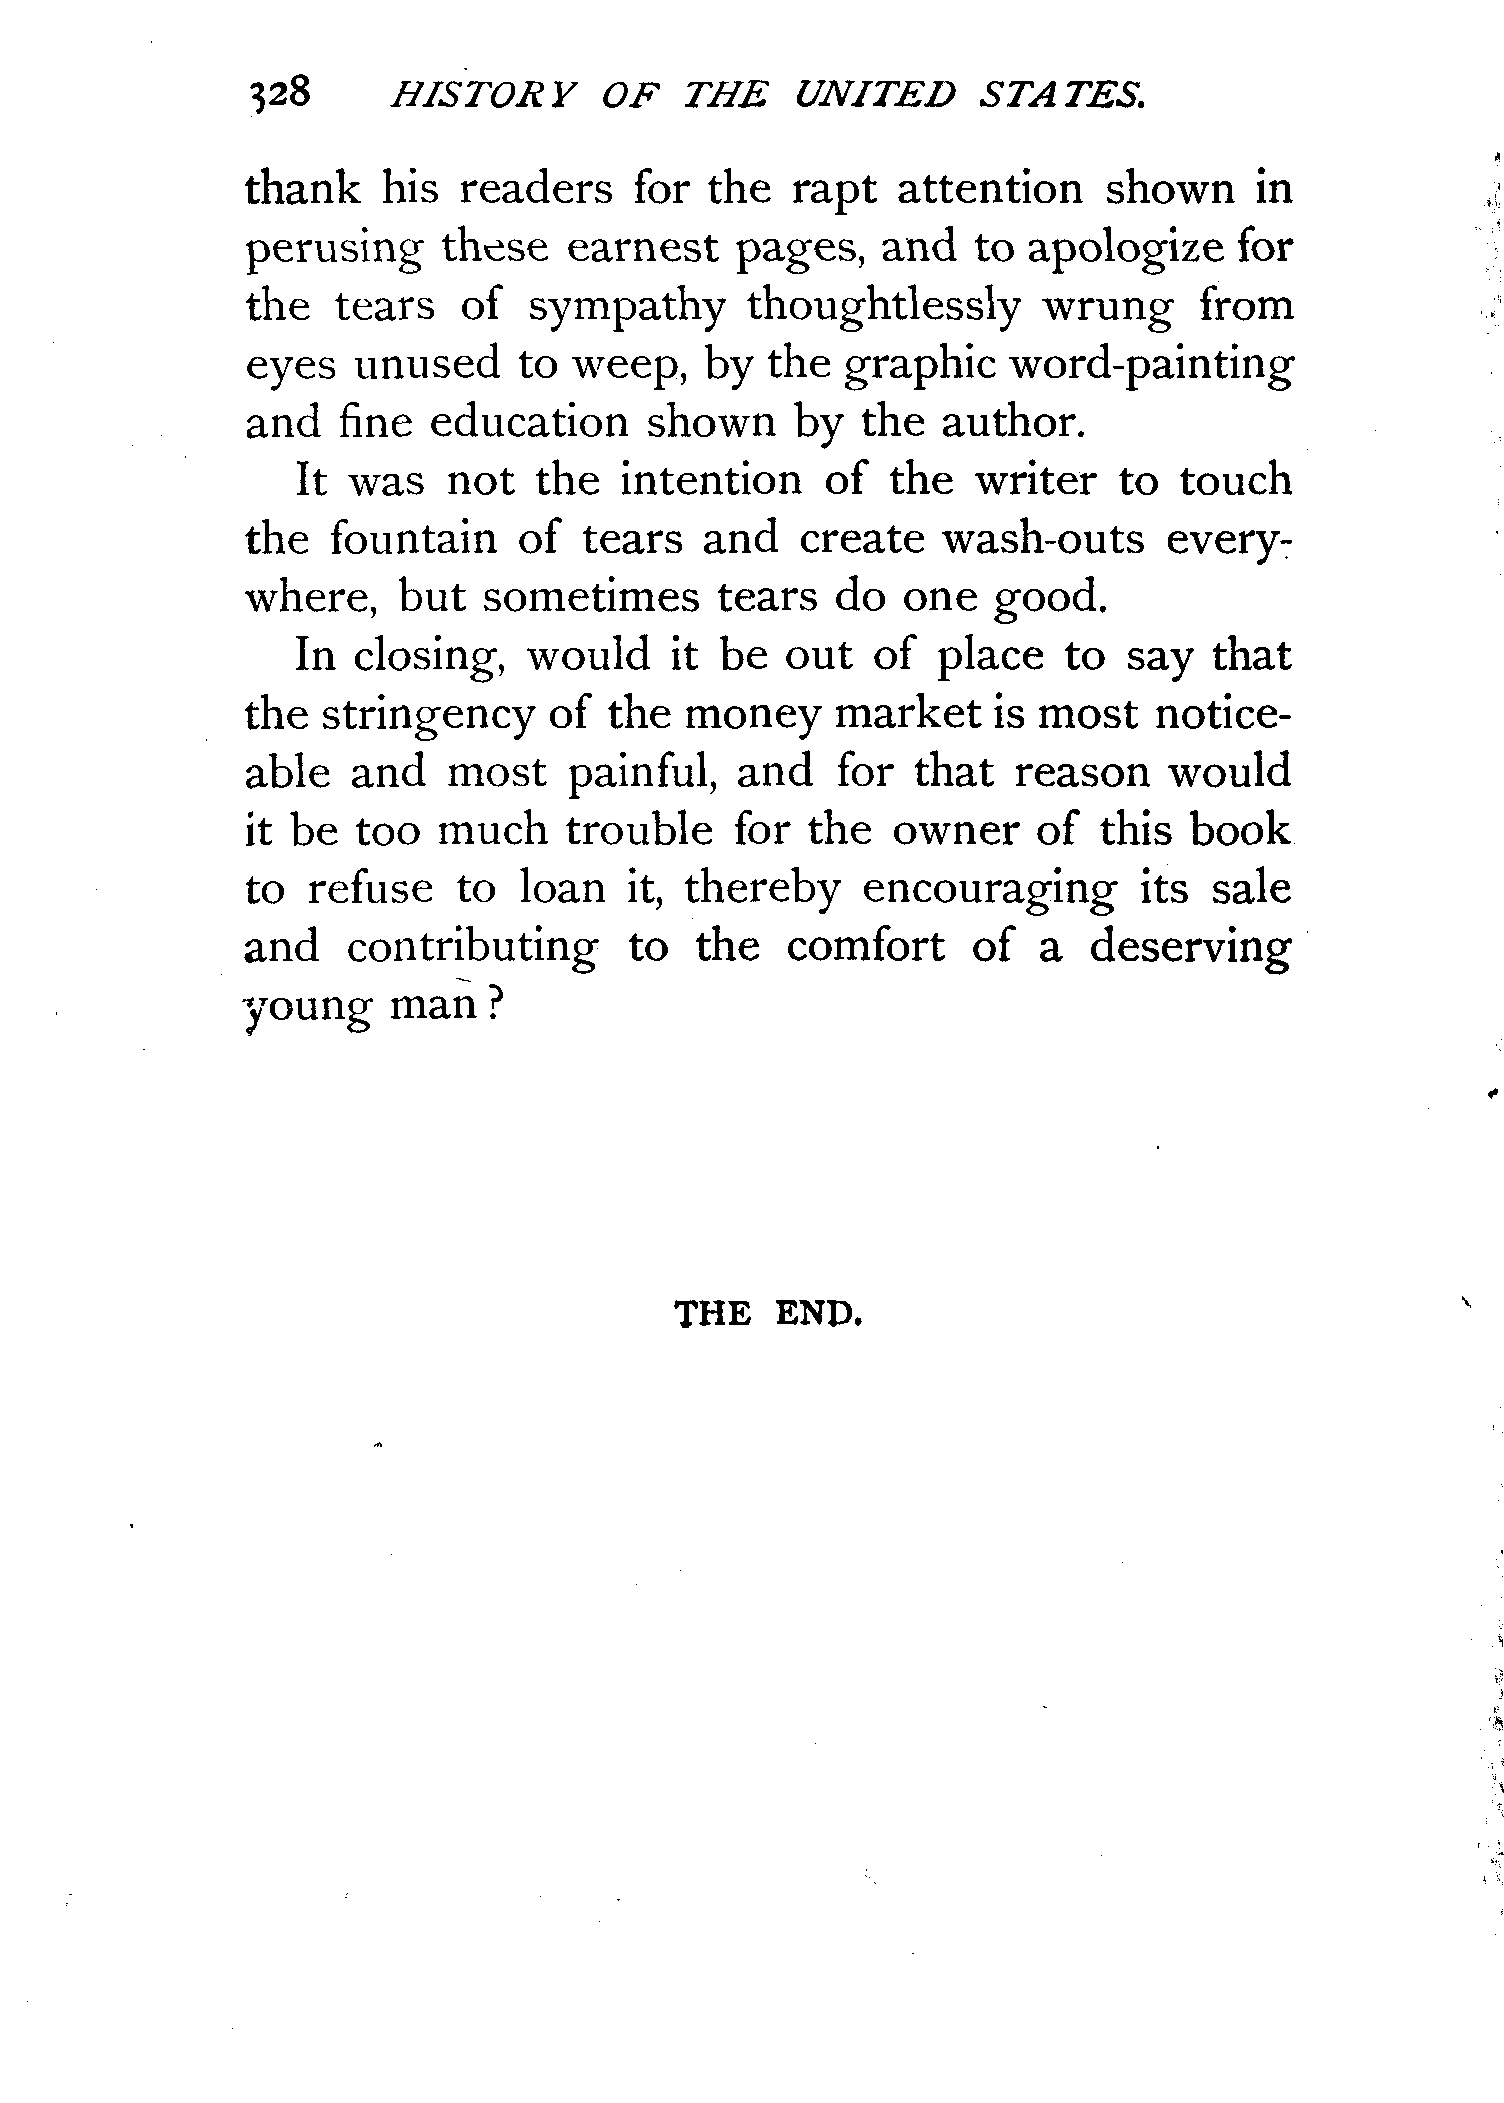 328 HISTORY OF THE UNITED STATES.
thank his readers for the rapt attention shown in
perusing these earnest pages, and to apologize for
the tears of sympathy thoughtlessly wrung from
eyes unused to weep, by the graphic word-painting
and fine education shown by the author.
It was not the intention of the writer to touch
the fountain of tears and create wash-outs every-
where, but sometimes tears do one good.
In closing, would it be out of place to say that
the stringency of the money market is most notice-
able and most painful, and for that reason would
it be too much trouble for the owner of this book
to refuse to loan it, thereby encouraging its sale
and contributing to the comfort of a deserving
young man?
THE END.